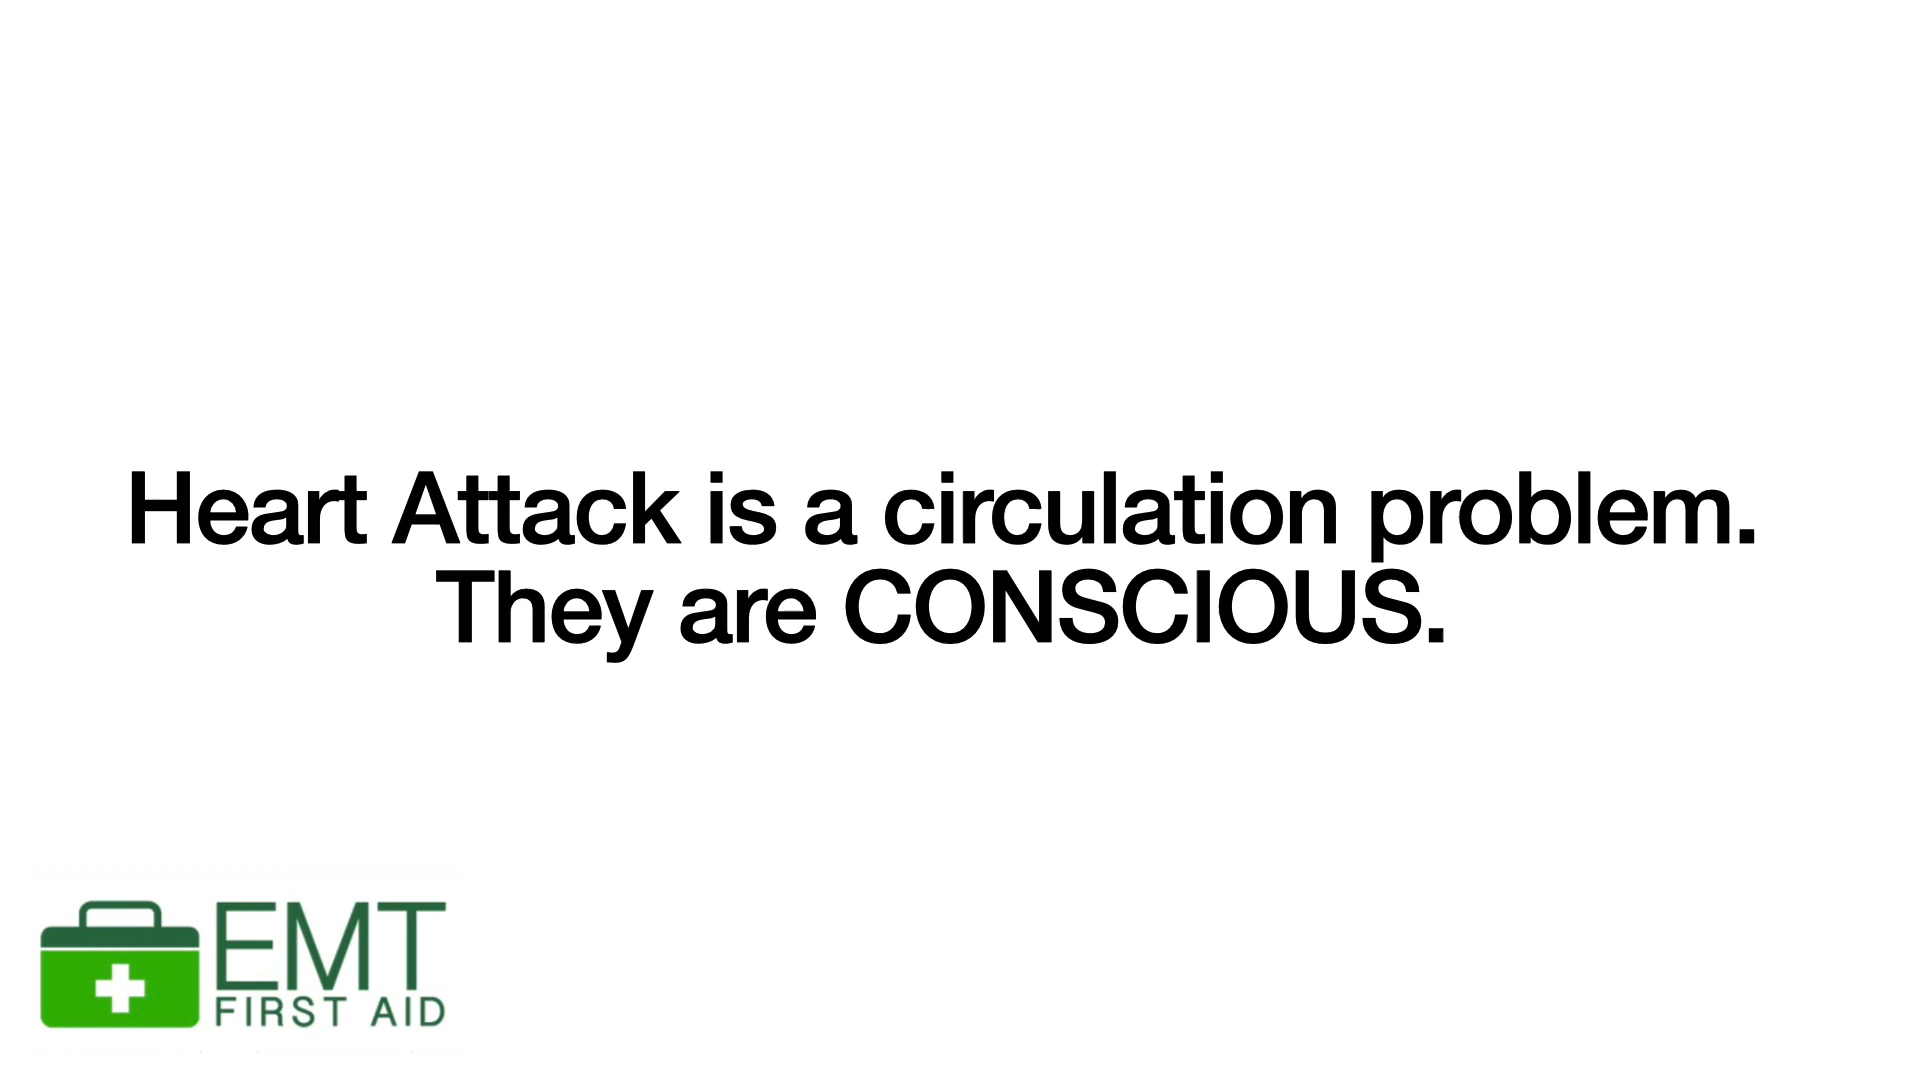 Heart Attack is a circulation problem.
They are CONSCIOUS.
EMT
FIRST AID